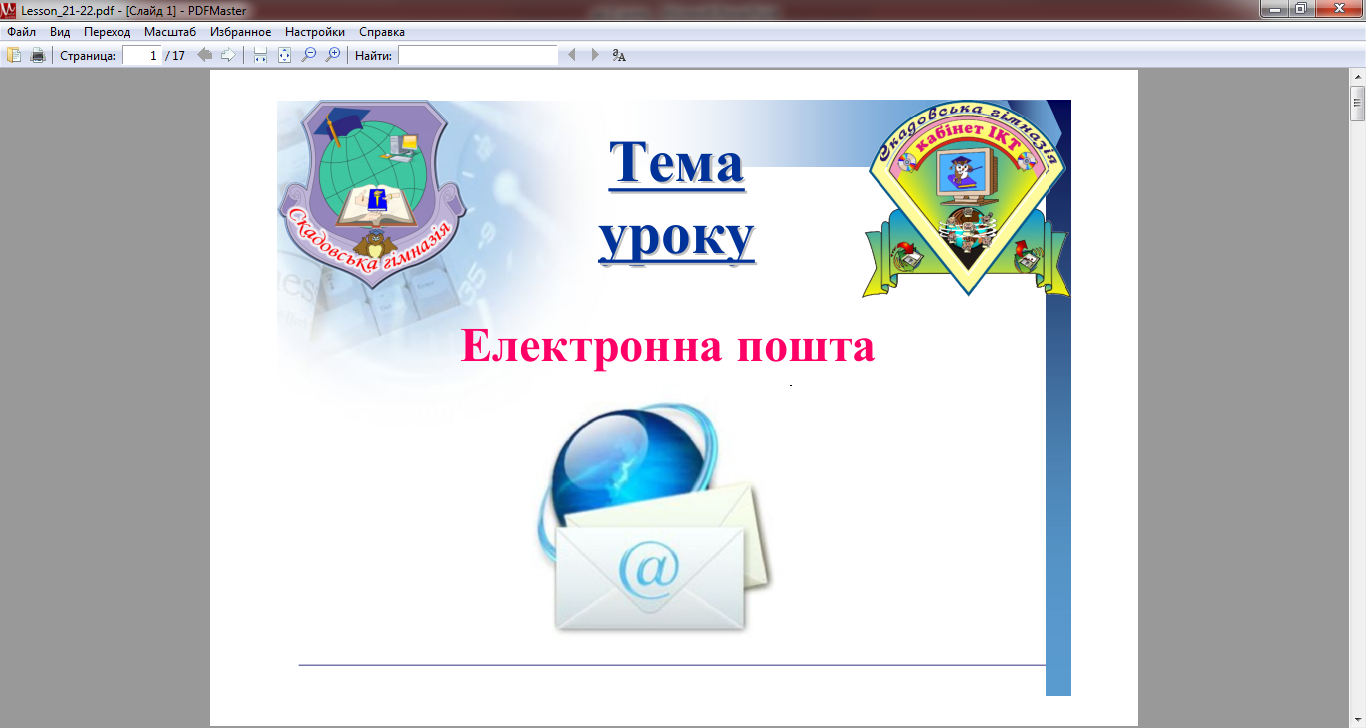 Lesson_21-22.pdf - [Слайд 1] - PDFMaster
Файл Вид Переход Масштаб Избранное Настройки Справка
Страница: 1 / 17 Найти:
Тема
уроку
Скадовська гімназія
Скадовська гімназія
кабінет ІКТ
Електронна пошта
@